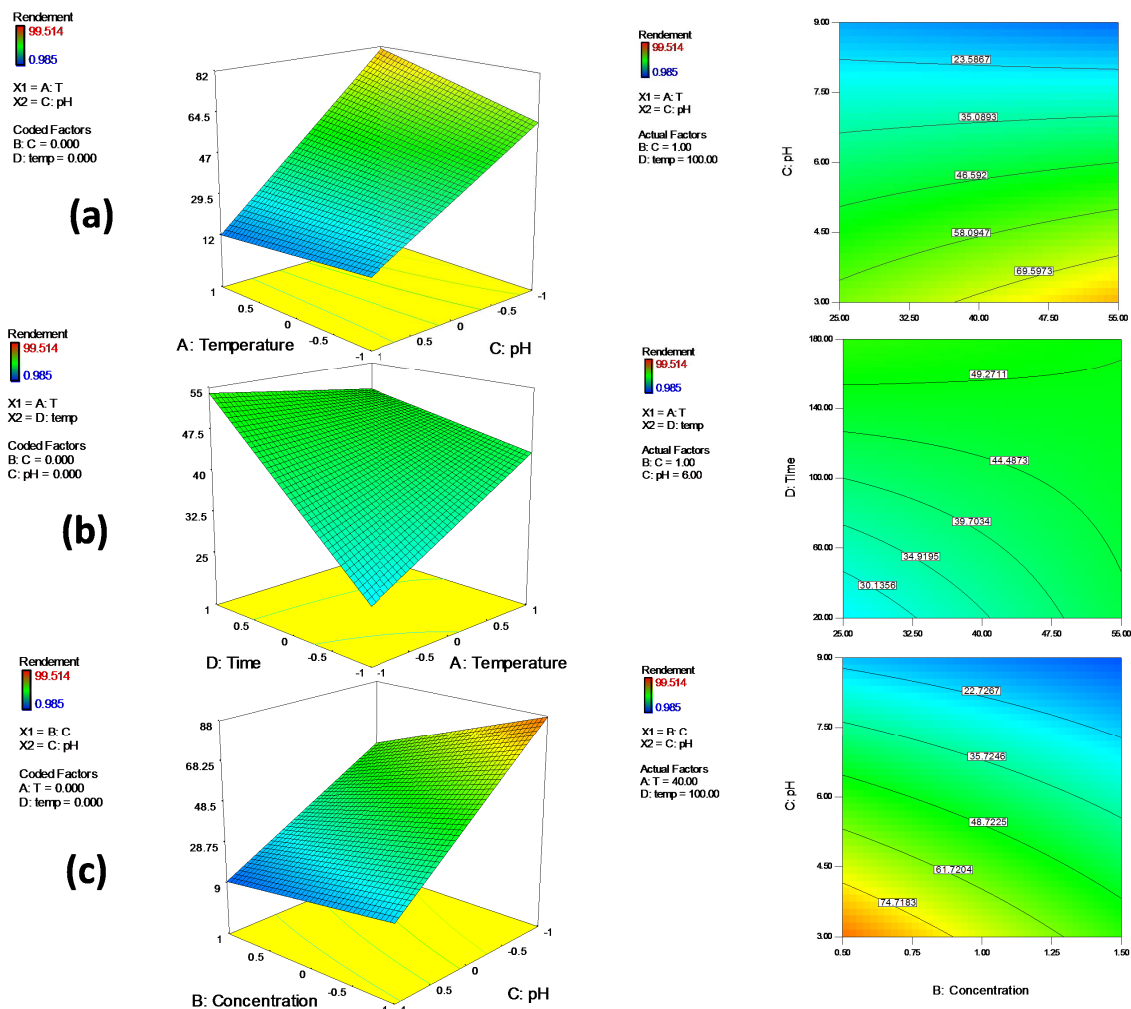 Rendement
99.514
0.985
X1 = A: T
X2 = C: pH
Coded Factors
B: C = 0.000
D: temp = 0.000
(a)
82
64.5
47
29.5
12
1
0.5
0
-0.5
-1
A: Temperature
1
0.5
0
-0.5
-1
C: pH
Rendement
99.514
0.985
X1 = A: T
X2 = C: pH
Actual Factors
B: C = 1.00
D: temp = 100.00
C: pH
9.00
7.50
6.00
4.50
3.00
25.00
32.50
40.00
47.50
55.00
23.5867
35.0893
46.592
58.0947
69.5973
Rendement
99.514
0.985
X1 = A: T
X2 = D: temp
Coded Factors
B: C = 0.000
C: pH = 0.000
(b)
55
47.5
40
32.5
25
1
0.5
0
-0.5
-1
D: Time
-1
-0.5
0
0.5
1
A: Temperature
Rendement
99.514
0.985
X1 = A: T
X2 = D: temp
Actual Factors
B: C = 1.00
C: pH = 6.00
D: Time
180.00
140.00
100.00
60.00
20.00
25.00
32.50
40.00
47.50
55.00
49.2711
44.4873
39.7034
34.9195
30.1356
Rendement
99.514
0.985
X1 = B: C
X2 = C: pH
Coded Factors
A: T = 0.000
D: temp = 0.000
(c)
88
68.25
48.5
28.75
9
1
0.5
0
-0.5
B: Concentration
0.5
0
-0.5
-1
C: pH
Rendement
99.514
0.985
X1 = B: C
X2 = C: pH
Actual Factors
A: T = 40.00
D: temp = 100.00
C: pH
9.00
7.50
6.00
4.50
3.00
0.50
0.75
1.00
1.25
1.50
22.7267
35.7246
48.7225
61.7204
74.7183
B: Concentration